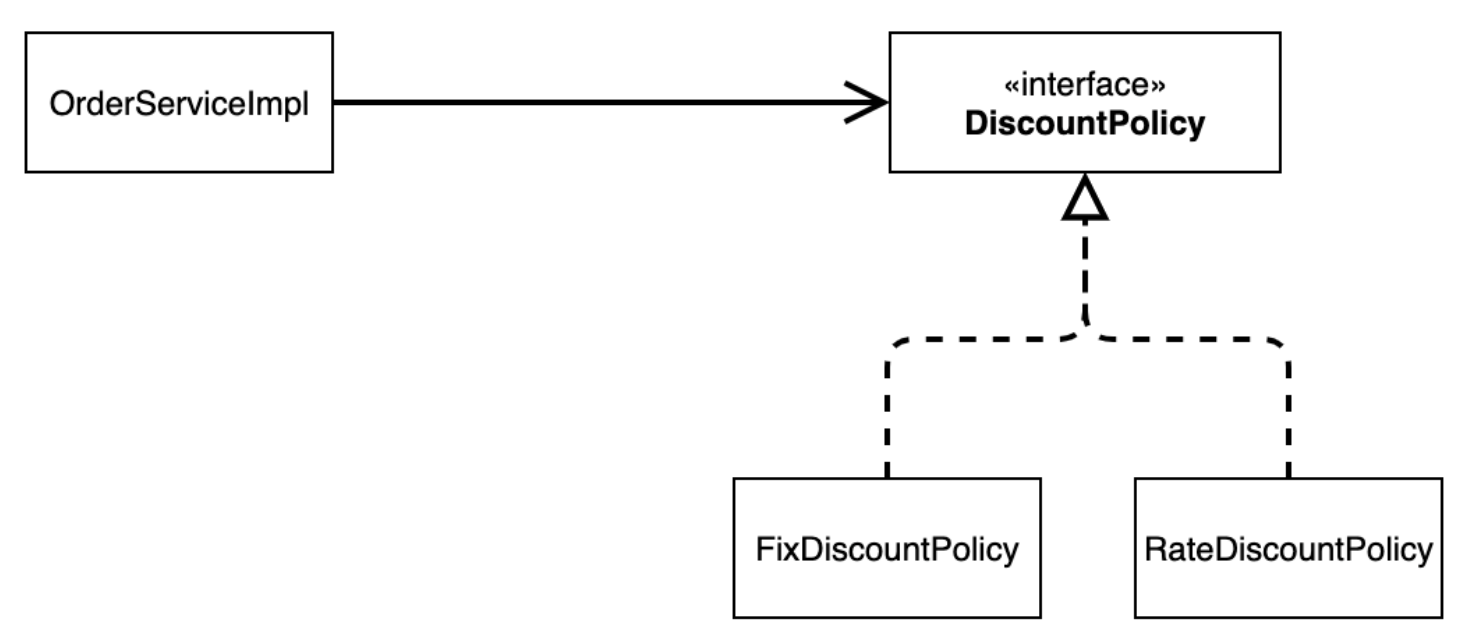 OrderServiceImpl
«interface»
DiscountPolicy
FixDiscountPolicy
RateDiscountPolicy